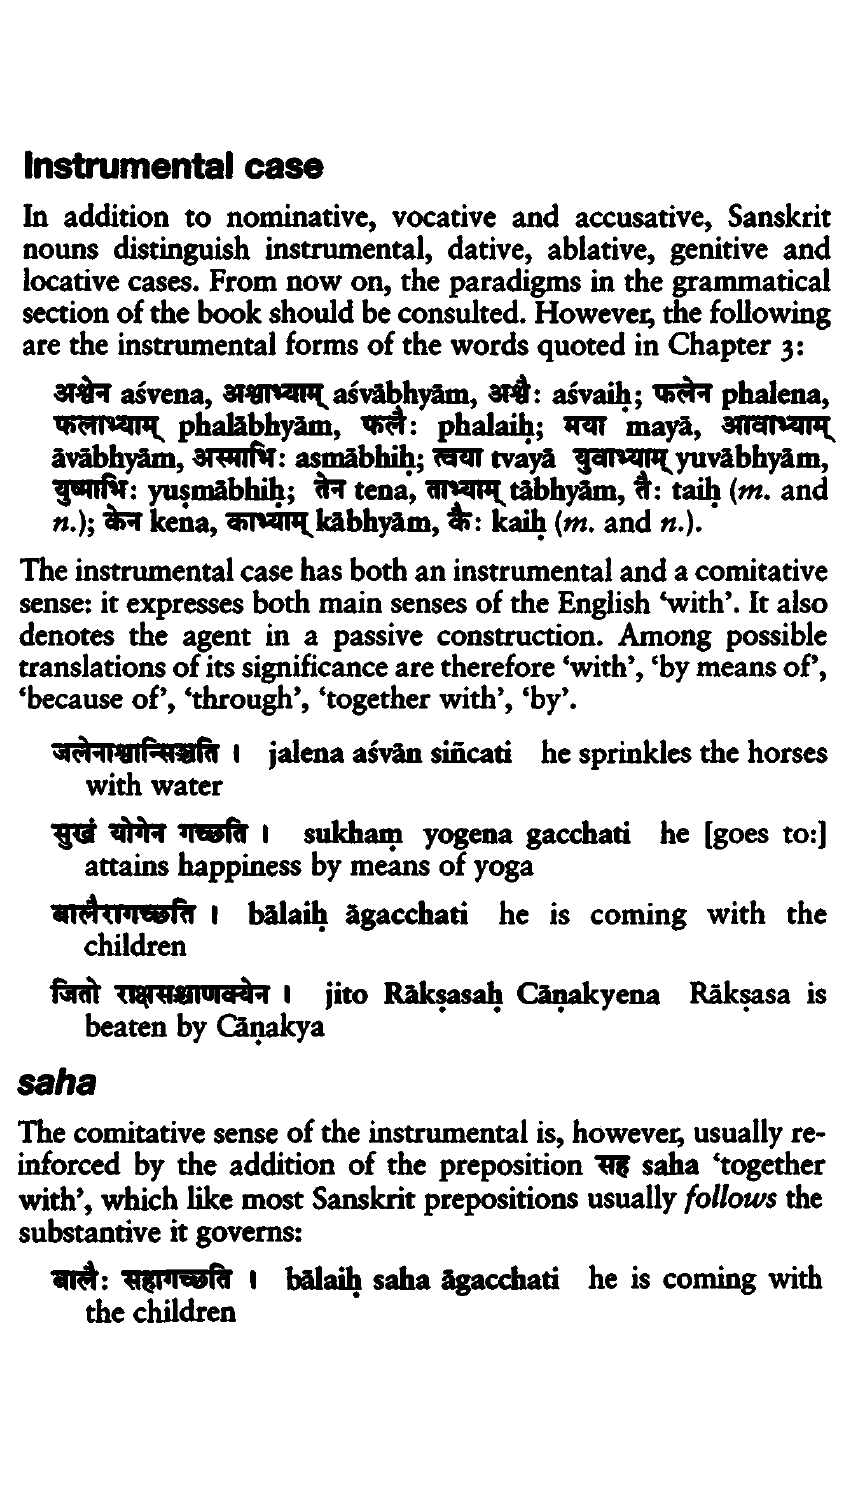 Instrumental case
In addition to nominative, vocative and accusative, Sanskrit
nouns distinguish instrumental, dative, ablative, genitive and
locative cases. From now on, the paradigms in the grammatical
section of the book should be consulted. However, the following
are the instrumental forms of the words quoted in Chapter 3:
अश्वेन aśvena, अश्वाभ्याम् aśvābhyām, अश्वैः aśvaiḥ; फलेन phalena,
फलाभ्याम् phalābhyām, फलैः phalaiḥ; मया mayā, आवाभ्याम्
āvābhyām, अस्माभिः asmābhiḥ; त्वया tvayā युवाभ्याम् yuvābhyām,
युष्माभिः yuṣmābhiḥ; तेन tena, ताभ्याम् tābhyām, तैः taiḥ (m. and
n.); केन kena, काभ्याम् kābhyām, कैः kaiḥ (m. and n.).
The instrumental case has both an instrumental and a comitative
sense: it expresses both main senses of the English ‘with’. It also
denotes the agent in a passive construction. Among possible
translations of its significance are therefore ‘with’, ‘by means of’,
‘because of’, ‘through’, ‘together with’, ‘by’.
जलेनाश्वान्सिञ्चति । jalena aśvān siñcati he sprinkles the horses
with water
सुखं योगेन गच्छति । sukhaṃ yogena gacchati he [goes to:]
attains happiness by means of yoga
बालैरागच्छति । bālaiḥ āgacchati he is coming with the
children
जितो राक्षसश्चाणक्येन । jito Rākṣasaḥ Cāṇakyena Rākṣasa is
beaten by Cāṇakya
saha
The comitative sense of the instrumental is, however, usually re-
inforced by the addition of the preposition सह saha ‘together
with’, which like most Sanskrit prepositions usually follows the
substantive it governs:
बालैः सहागच्छति । bālaiḥ saha āgacchati he is coming with
the children